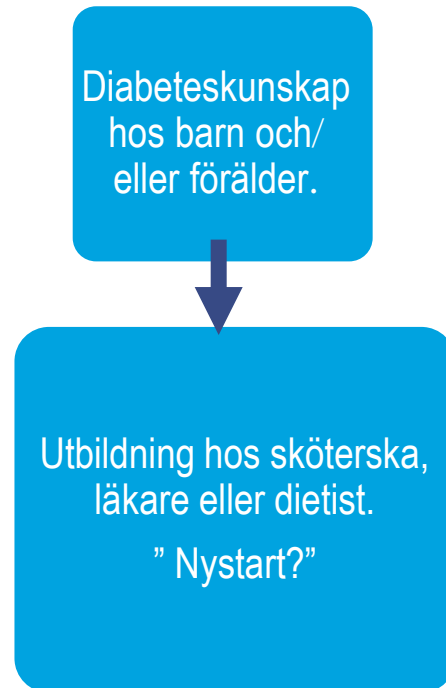 Diabeteskunskap
hos barn och/
eller förälder.
Utbildning hos sköterska,
läkare eller dietist.
” Nystart?”